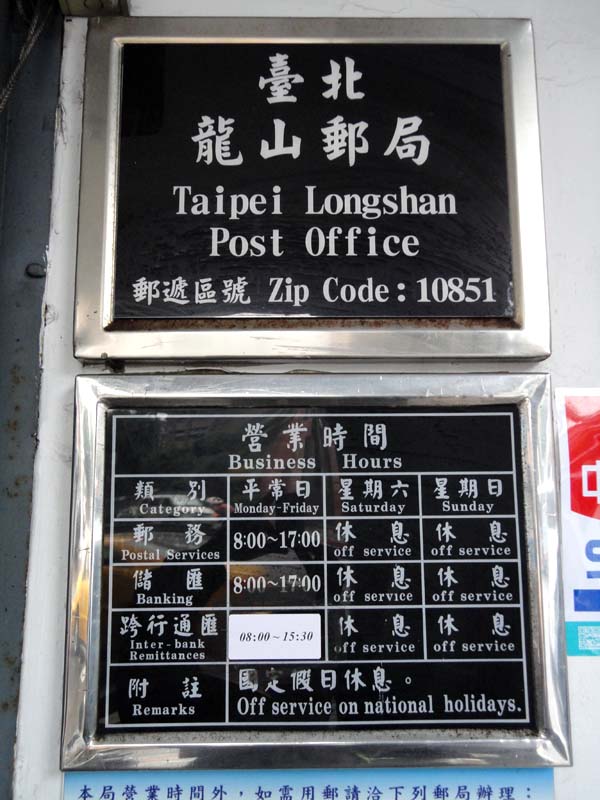 臺北
龍山郵局
Taipei Longshan
Post Office
郵遞區號 Zip Code：10851
營業時間
Business Hours
類別 平常日 星期六 星期日
Category Monday-Friday Saturday Sunday
郵務 8:00~17:00 休息 休息
Postal Services off service off service
儲匯 8:00~17:00 休息 休息
Banking off service off service
跨行通匯 08:00~15:30 休息 休息
Inter-bank off service off service
Remittances
附註 國定假日休息。
Remarks Off service on national holidays.
本局營業時間外，如需用郵請洽下列郵局辦理：